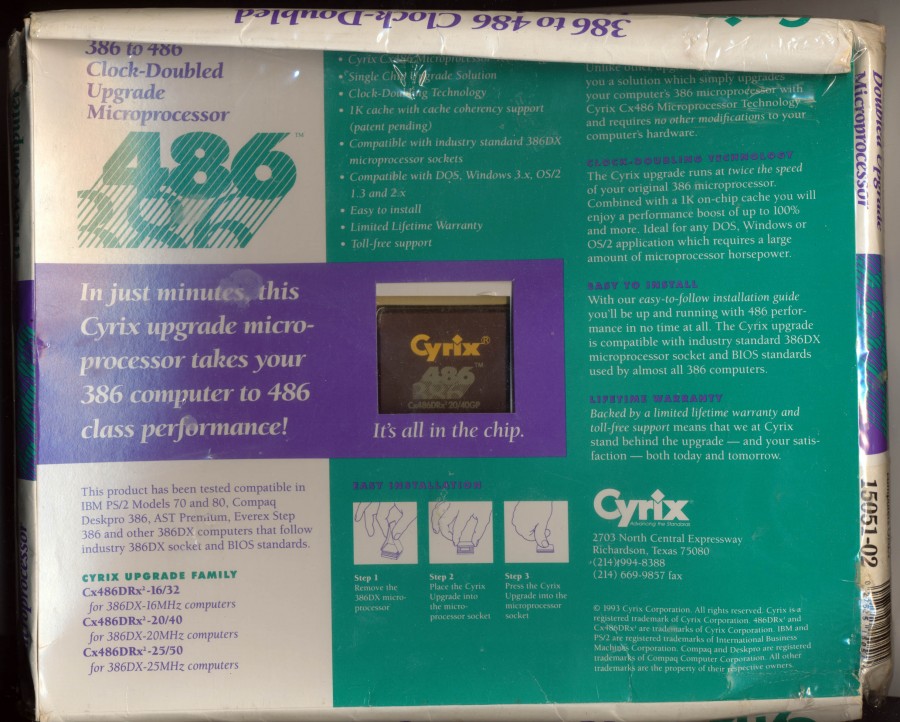 386 to 486 Clock-Doubled
386 to 486
Clock-Doubled
Upgrade
Microprocessor
486™
In just minutes, this
Cyrix upgrade micro-
processor takes your
386 computer to 486
class performance!
This product has been tested compatible in
IBM PS/2 Models 70 and 80, Compaq
Deskpro 386, AST Premium, Everex Step
386 and other 386DX computers that follow
industry 386DX socket and BIOS standards.
CYRIX UPGRADE FAMILY
Cx486DRx²-16/32
for 386DX-16MHz computers
Cx486DRx²-20/40
for 386DX-20MHz computers
Cx486DRx²-25/50
for 386DX-25MHz computers
• Cyrix Microprocessor
• Single Chip Upgrade Solution
• Clock-Doubling Technology
• 1K cache with cache coherency support
(patent pending)
• Compatible with industry standard 386DX
microprocessor sockets
• Compatible with DOS, Windows 3.x, OS/2
1.3 and 2.x
• Easy to install
• Limited Lifetime Warranty
• Toll-free support
Cyrix®
486™
Cx486DRx²20/40GP
It's all in the chip.
EASY INSTALLATION
Step 1
Remove the
386DX micro-
processor
Step 2
Place the Cyrix
Upgrade into
the micro-
processor socket
Step 3
Press the Cyrix
Upgrade into the
microprocessor
socket
Unlike other
you a solution which simply upgrades
your computer's 386 microprocessor with
Cyrix Cx486 Microprocessor Technology
and requires no other modifications to your
computer's hardware.
CLOCK-DOUBLING TECHNOLOGY
The Cyrix upgrade runs at twice the speed
of your original 386 microprocessor.
Combined with a 1K on-chip cache you will
enjoy a performance boost of up to 100%
and more. Ideal for any DOS, Windows or
OS/2 application which requires a large
amount of microprocessor horsepower.
EASY TO INSTALL
With our easy-to-follow installation guide
you'll be up and running with 486 perfor-
mance in no time at all. The Cyrix upgrade
is compatible with industry standard 386DX
microprocessor socket and BIOS standards
used by almost all 386 computers.
LIFETIME WARRANTY
Backed by a limited lifetime warranty and
toll-free support means that we at Cyrix
stand behind the upgrade — and your satis-
faction — both today and tomorrow.
Cyrix
Advancing the Standards
2703 North Central Expressway
Richardson, Texas 75080
(214) 994-8388
(214) 669-9857 fax
© 1993 Cyrix Corporation. All rights reserved. Cyrix is a
registered trademark of Cyrix Corporation. 486DRx² and
Cx486DRx² are trademarks of Cyrix Corporation. IBM and
PS/2 are registered trademarks of International Business
Machines Corporation. Compaq and Deskpro are registered
trademarks of Compaq Computer Corporation. All other
trademarks are the property of their respective owners.
Doubled Upgrade
Microprocessor
15051-02